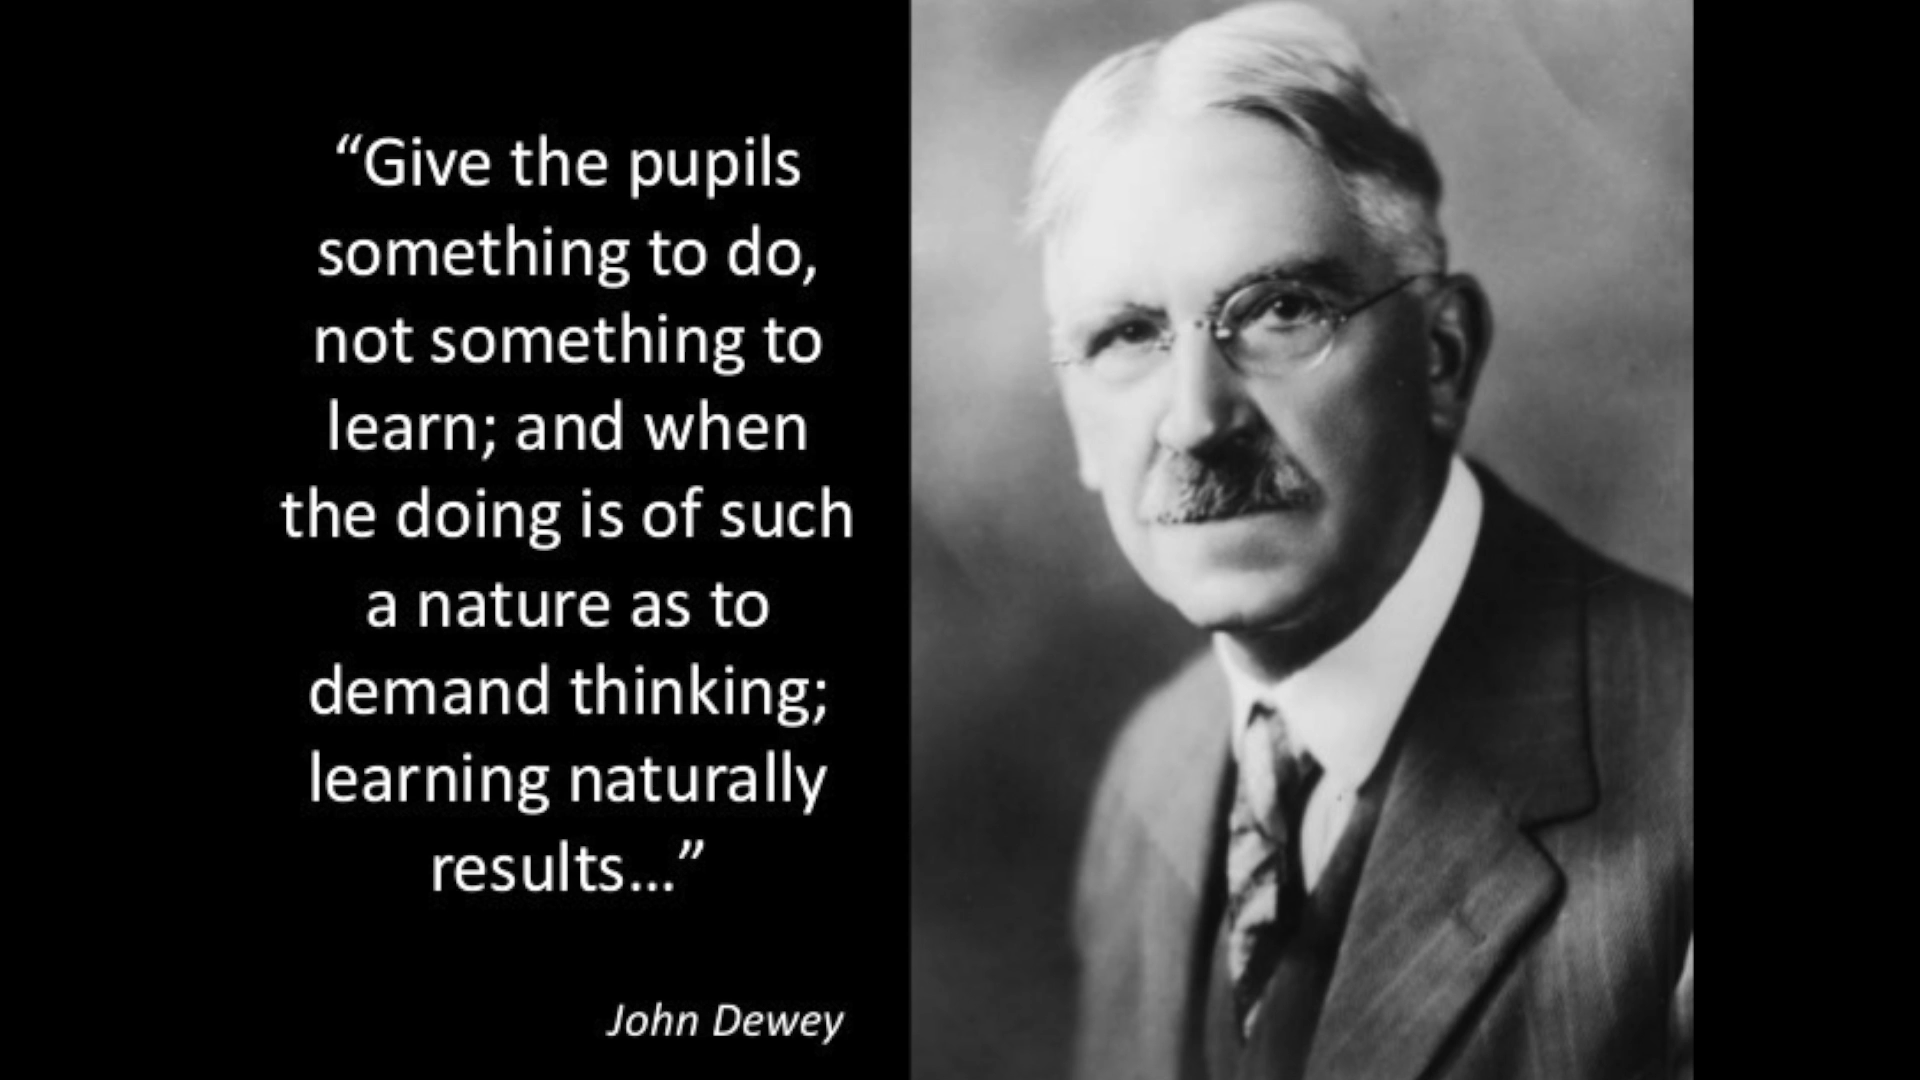 “Give the pupils
something to do,
not something to
learn; and when
the doing is of such
a nature as to
demand thinking;
learning naturally
results...”
John Dewey